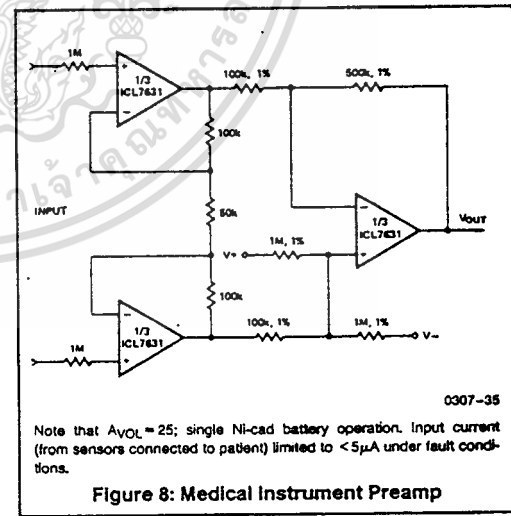 1M
1/3
ICL7631
100k, 1%
500k, 1%
100k
INPUT
50k
V+
1M, 1%
1/3
ICL7631
VOUT
100k
1/3
ICL7631
1M
100k, 1%
1M, 1%
V-
0307-35
Note that AVOL = 25; single Ni-cad battery operation. Input current
(from sensors connected to patient) limited to <5μA under fault condi-
tions.
Figure 8: Medical Instrument Preamp